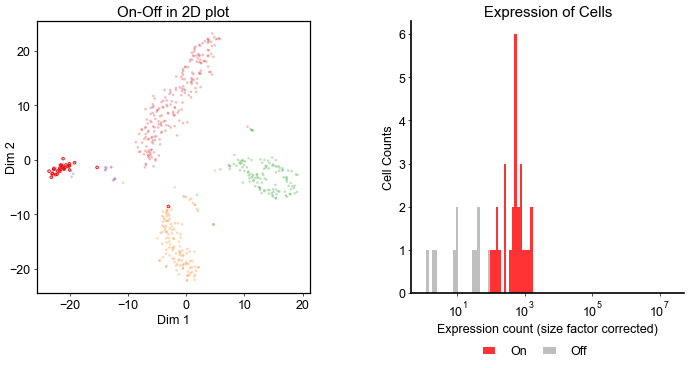 On-Off in 2D plot
Dim 2
20
10
0
−10
−20
−20 −10 0 10 20
Dim 1
Expression of Cells
Cell Counts
6
5
4
3
2
1
0
10^1 10^3 10^5 10^7
Expression count (size factor corrected)
On Off